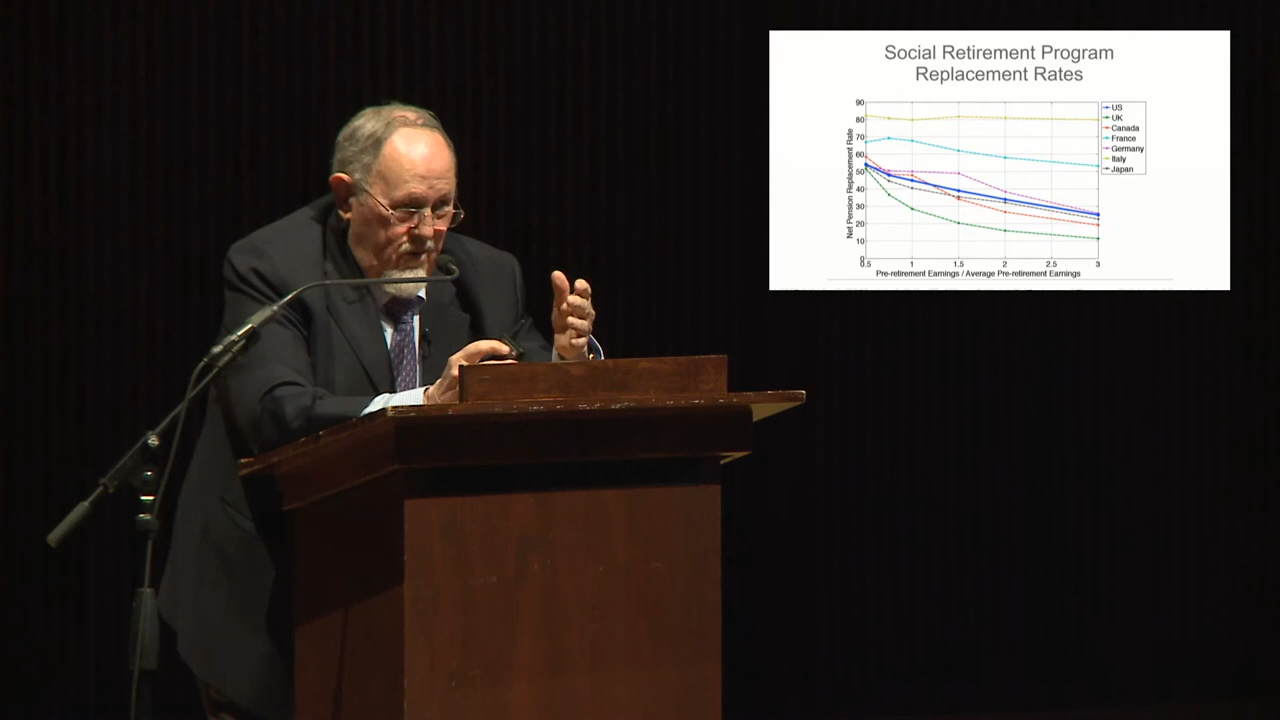 Social Retirement Program
Replacement Rates
90
80
70
60
50
40
30
20
10
0
Net Pension Replacement Rate
0.5
1
1.5
2
2.5
3
Pre-retirement Earnings / Average Pre-retirement Earnings
US
UK
Canada
France
Germany
Italy
Japan